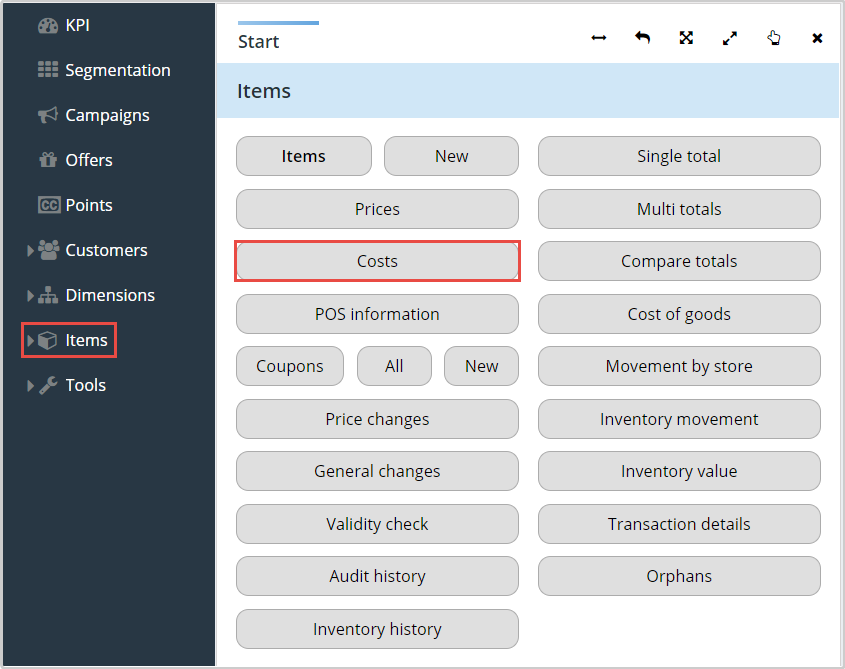 KPI
Segmentation
Campaigns
Offers
CC Points
Customers
Dimensions
Items
Tools
Start
Items
Items New
Prices
Costs
POS information
Coupons All New
Price changes
General changes
Validity check
Audit history
Inventory history
Single total
Multi totals
Compare totals
Cost of goods
Movement by store
Inventory movement
Inventory value
Transaction details
Orphans